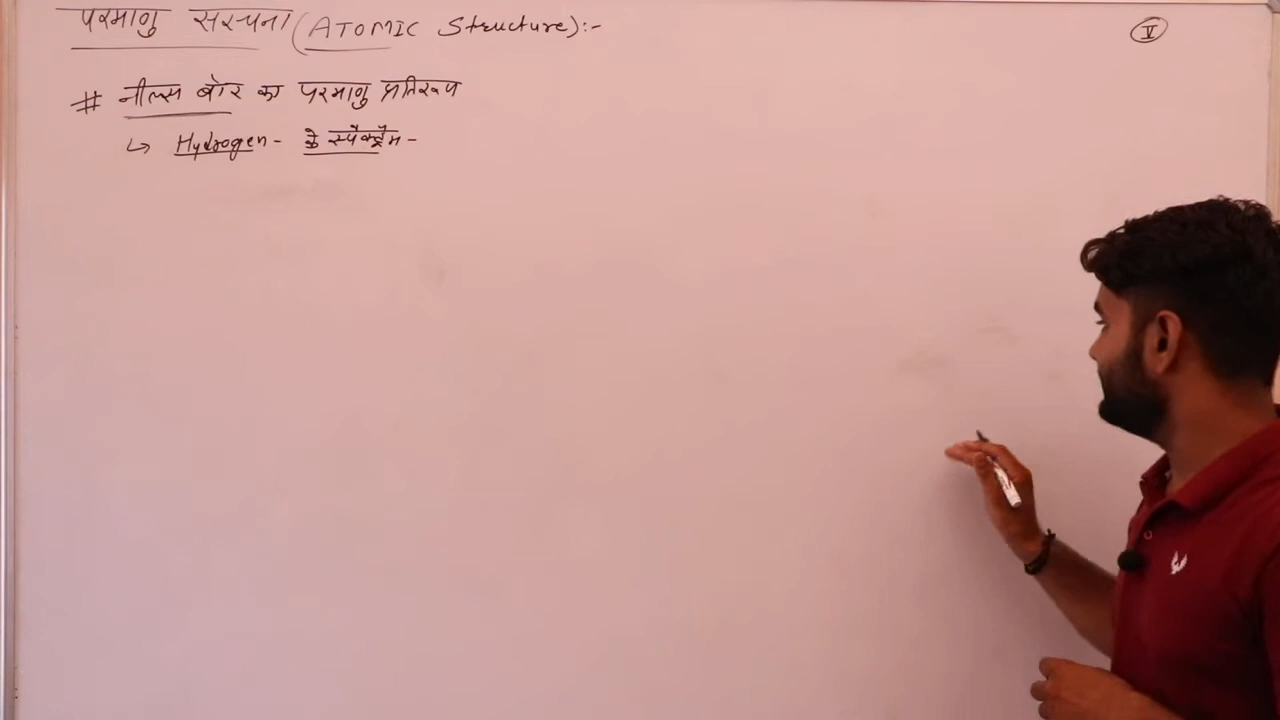 परमाणु संरचना (ATOMIC Structure):-
V
# नील्स बोर का परमाणु प्रतिरूप
↳ Hydrogen - के स्पेक्ट्रम -